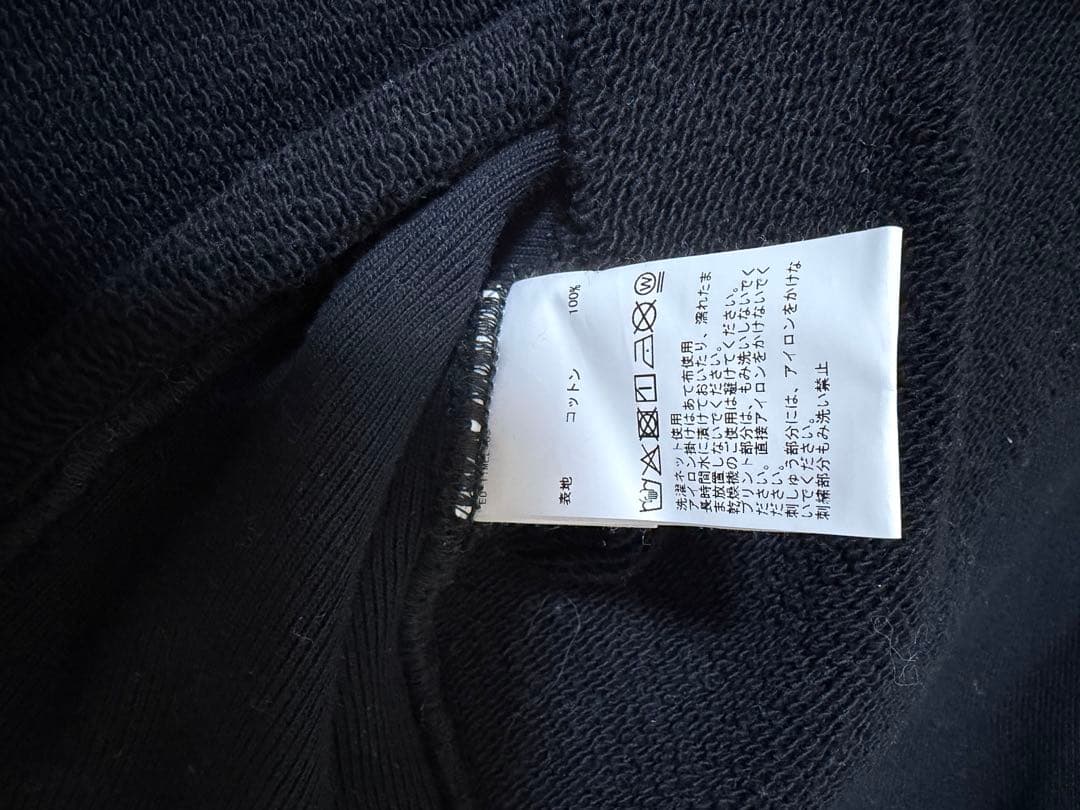 表地 コットン 100%
W
洗濯ネット使用
アイロン掛けはあて布使用
長時間水に漬けておいたり、濡れたま
ま放置しないでください。
乾燥機のご使用は避けてください。
プリント部分は、もみ洗いしないでく
ださい。 直接アイロンをかけないでく
ださい。
刺しゅう部分には、アイロンをかけな
いでください。
刺繍部分もみ洗い禁止